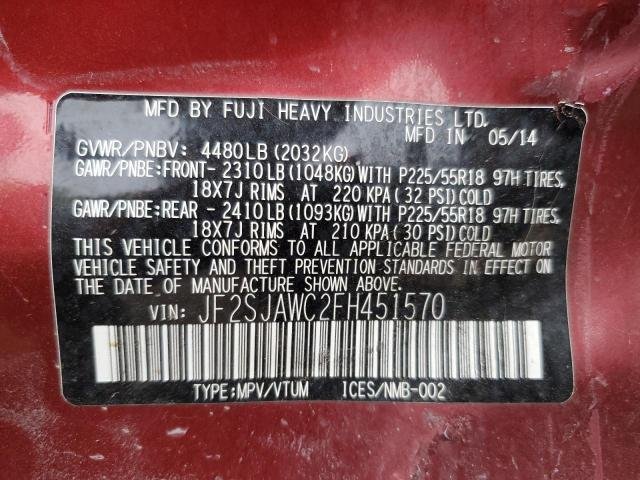 MFD BY FUJI HEAVY INDUSTRIES LTD.
MFD IN 05/14
GVWR/PNBV: 4480LB(2032KG)
GAWR/PNBE:FRONT- 2310LB(1048KG)WITH P225/55R18 97H TIRES,
18X7J RIMS AT 220 KPA(32 PSI)COLD
GAWR/PNBE:REAR - 2410LB(1093KG)WITH P225/55R18 97H TIRES,
18X7J RIMS AT 210 KPA(30 PSI)COLD
THIS VEHICLE CONFORMS TO ALL APPLICABLE FEDERAL MOTOR
VEHICLE SAFETY AND THEFT PREVENTION STANDARDS IN EFFECT ON THE
DATE OF MANUFACTURE SHOWN ABOVE.
VIN: JF2SJAWC2FH451570
TYPE:MPV/VTUM ICES/NMB-002